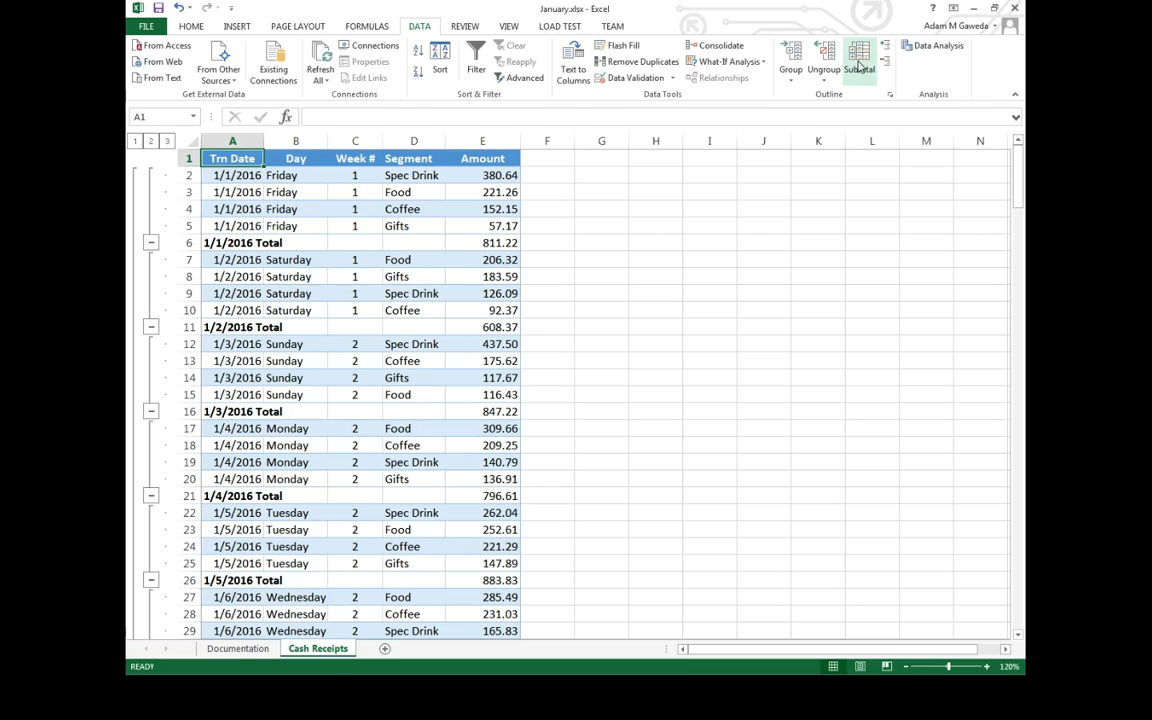 January.xlsx - Excel
FILE HOME INSERT PAGE LAYOUT FORMULAS DATA REVIEW VIEW LOAD TEST TEAM Adam M Gaweda
From Access
From Web
From Text
From Other Sources
Existing Connections
Get External Data
Refresh All
Connections
Properties
Edit Links
Connections
Sort
Filter
Clear
Reapply
Advanced
Sort & Filter
Text to Columns
Flash Fill
Remove Duplicates
Data Validation
Consolidate
What-If Analysis
Relationships
Data Tools
Group
Ungroup
Subtotal
Outline
Data Analysis
Analysis
A1 fx
1 2 3 A B C D E F G H I J K L M N
1 Trn Date Day Week # Segment Amount
2 1/1/2016 Friday 1 Spec Drink 380.64
3 1/1/2016 Friday 1 Food 221.26
4 1/1/2016 Friday 1 Coffee 152.15
5 1/1/2016 Friday 1 Gifts 57.17
6 1/1/2016 Total 811.22
7 1/2/2016 Saturday 1 Food 206.32
8 1/2/2016 Saturday 1 Gifts 183.59
9 1/2/2016 Saturday 1 Spec Drink 126.09
10 1/2/2016 Saturday 1 Coffee 92.37
11 1/2/2016 Total 608.37
12 1/3/2016 Sunday 2 Spec Drink 437.50
13 1/3/2016 Sunday 2 Coffee 175.62
14 1/3/2016 Sunday 2 Gifts 117.67
15 1/3/2016 Sunday 2 Food 116.43
16 1/3/2016 Total 847.22
17 1/4/2016 Monday 2 Food 309.66
18 1/4/2016 Monday 2 Coffee 209.25
19 1/4/2016 Monday 2 Spec Drink 140.79
20 1/4/2016 Monday 2 Gifts 136.91
21 1/4/2016 Total 796.61
22 1/5/2016 Tuesday 2 Spec Drink 262.04
23 1/5/2016 Tuesday 2 Food 252.61
24 1/5/2016 Tuesday 2 Coffee 221.29
25 1/5/2016 Tuesday 2 Gifts 147.89
26 1/5/2016 Total 883.83
27 1/6/2016 Wednesday 2 Food 285.49
28 1/6/2016 Wednesday 2 Coffee 231.03
29 1/6/2016 Wednesday 2 Spec Drink 165.83
Documentation Cash Receipts
READY 120%